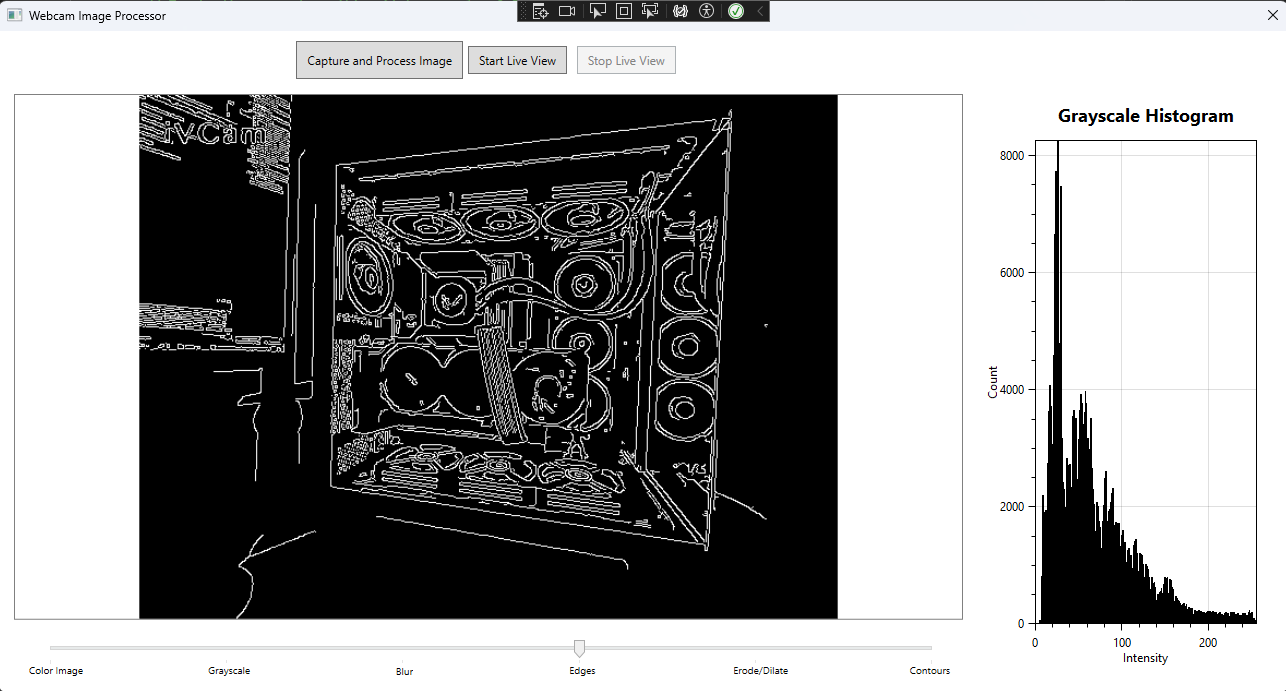 Webcam Image Processor
Capture and Process Image
Start Live View
Stop Live View
iVCam
Grayscale Histogram
8000
6000
4000
2000
0
Count
0 100 200
Intensity
Color Image
Grayscale
Blur
Edges
Erode/Dilate
Contours